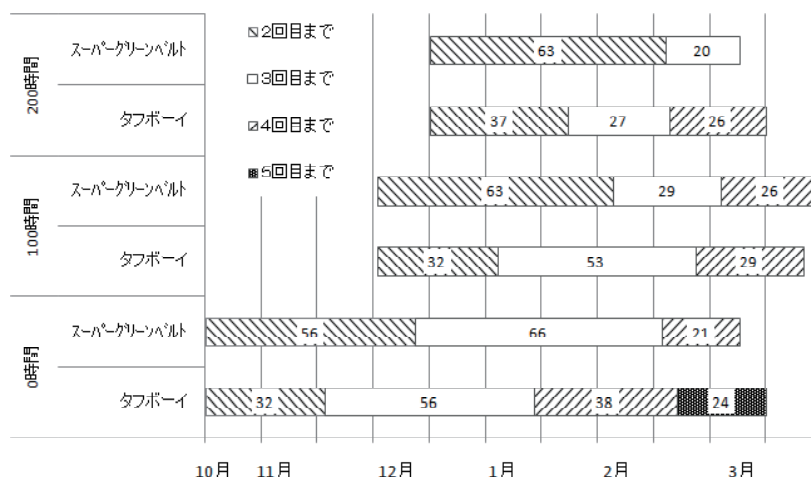 200時間
スーパーグリーンベルト
63
20
タフボーイ
37
27
26
100時間
スーパーグリーンベルト
63
29
26
タフボーイ
32
53
29
0時間
スーパーグリーンベルト
56
66
21
タフボーイ
32
56
38
24
2回目まで
3回目まで
4回目まで
5回目まで
10月 11月 12月 1月 2月 3月